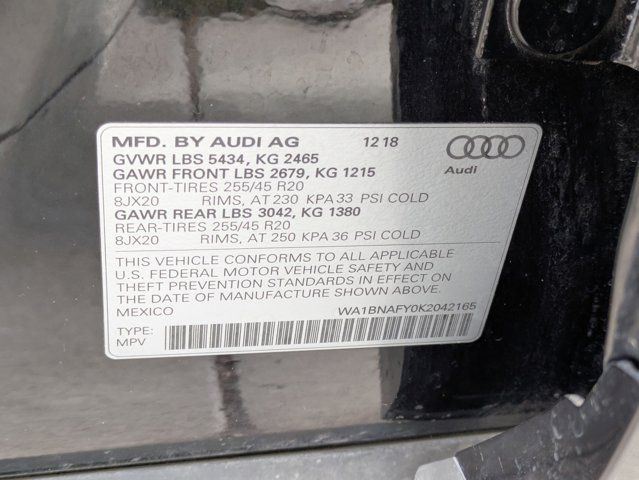 MFD. BY AUDI AG 12 18
GVWR LBS 5434, KG 2465
GAWR FRONT LBS 2679, KG 1215
Audi
FRONT-TIRES 255/45 R20
8JX20 RIMS, AT 230 KPA 33 PSI COLD
GAWR REAR LBS 3042, KG 1380
REAR-TIRES 255/45 R20
8JX20 RIMS, AT 250 KPA 36 PSI COLD
THIS VEHICLE CONFORMS TO ALL APPLICABLE
U.S. FEDERAL MOTOR VEHICLE SAFETY AND
THEFT PREVENTION STANDARDS IN EFFECT ON
THE DATE OF MANUFACTURE SHOWN ABOVE.
MEXICO WA1BNAFY0K2042165
TYPE:
MPV